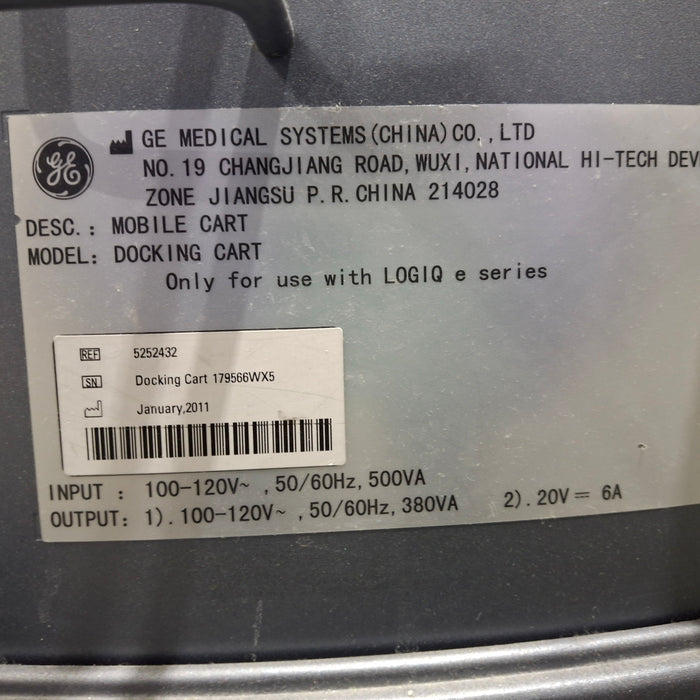 GE
GE MEDICAL SYSTEMS(CHINA)CO.,LTD
NO.19 CHANGJIANG ROAD,WUXI,NATIONAL HI-TECH DEV
ZONE JIANGSU P.R.CHINA 214028
DESC.: MOBILE CART
MODEL: DOCKING CART
Only for use with LOGIQ e series
REF 5252432
SN Docking Cart 179566WX5
January,2011
INPUT : 100-120V~ ,50/60Hz,500VA
OUTPUT: 1).100-120V~ ,50/60Hz,380VA 2).20V⎓ 6A